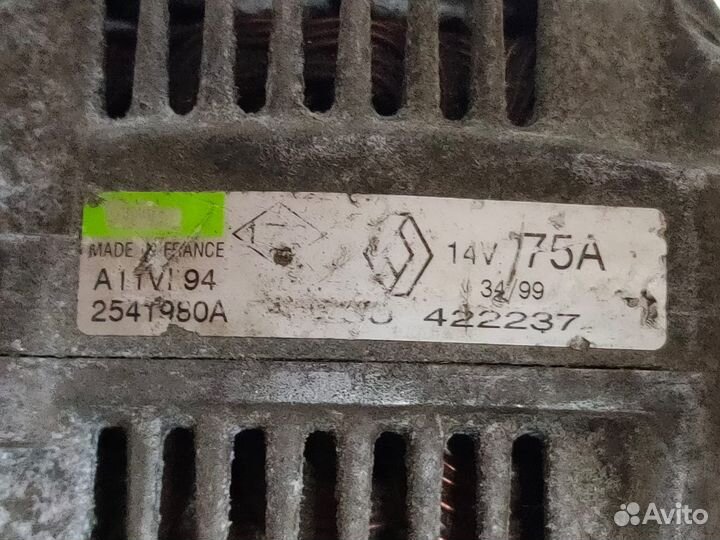 MADE IN FRANCE
A11VI 94
2541980A
14V 75A
34/99
422237
Avito